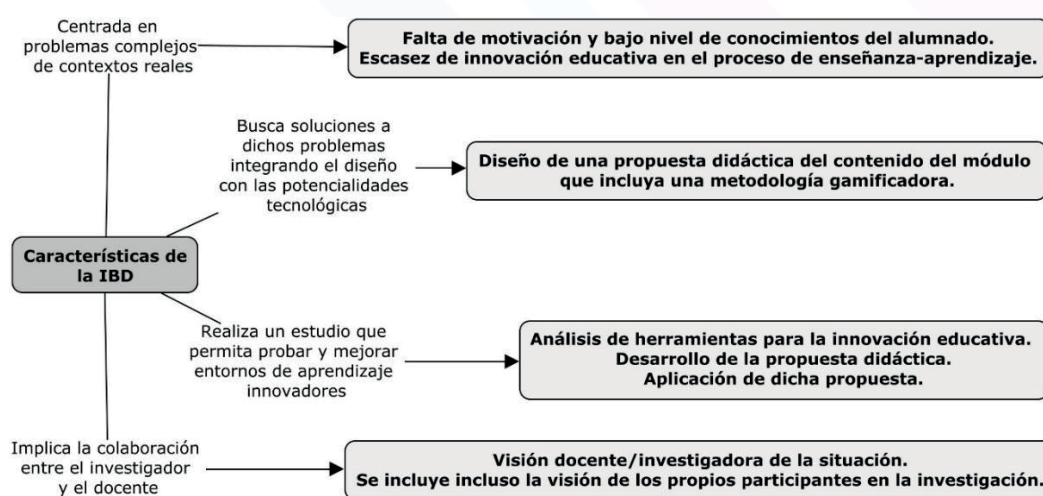 Centrada en
problemas complejos
de contextos reales
Falta de motivación y bajo nivel de conocimientos del alumnado.
Escasez de innovación educativa en el proceso de enseñanza-aprendizaje.
Busca soluciones a
dichos problemas
integrando el diseño
con las potencialidades
tecnológicas
Diseño de una propuesta didáctica del contenido del módulo
que incluya una metodología gamificadora.
Características de
la IBD
Realiza un estudio que
permita probar y mejorar
entornos de aprendizaje
innovadores
Análisis de herramientas para la innovación educativa.
Desarrollo de la propuesta didáctica.
Aplicación de dicha propuesta.
Implica la colaboración
entre el investigador
y el docente
Visión docente/investigadora de la situación.
Se incluye incluso la visión de los propios participantes en la investigación.